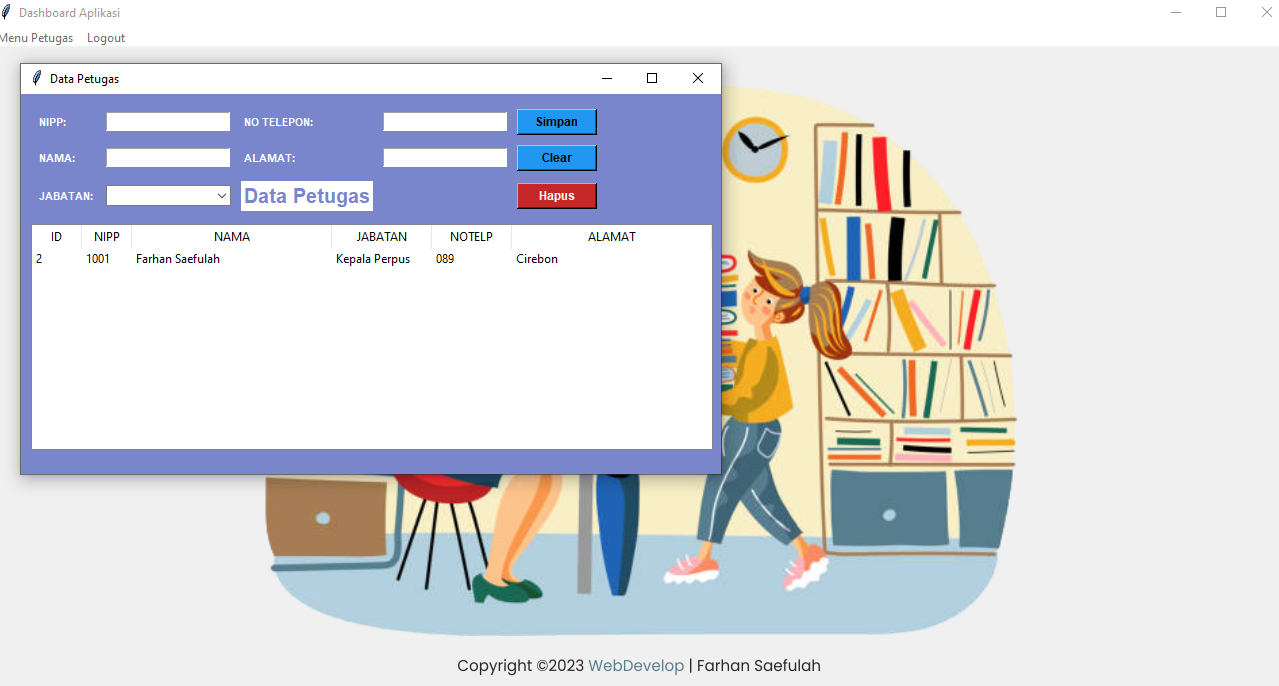 Dashboard Aplikasi
Menu Petugas Logout
Data Petugas
NIPP: NO TELEPON: Simpan
NAMA: ALAMAT: Clear
JABATAN: Data Petugas Hapus
ID NIPP NAMA JABATAN NOTELP ALAMAT
2 1001 Farhan Saefulah Kepala Perpus 089 Cirebon
Copyright ©2023 WebDevelop | Farhan Saefulah